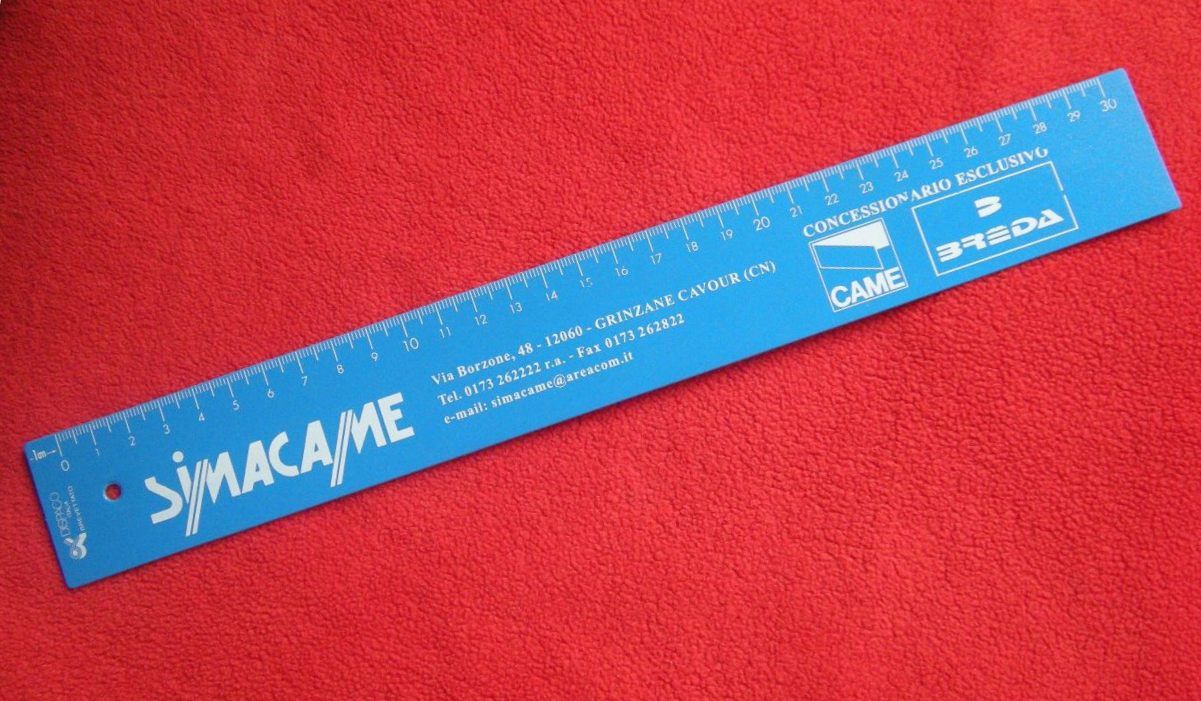 0 1 2 3 4 5 6 7 8 9 10 11 12 13 14 15 16 17 18 19 20 21 22 23 24 25 26 27 28 29 30
BREVETTATO
SIMACAME
Via Borzone, 48 - 12060 - GRINZANE CAVOUR (CN)
Tel. 0173 262222 r.a. - Fax 0173 262822
e-mail: simacame@areacom.it
CONCESSIONARIO ESCLUSIVO
CAME
B
BREDA